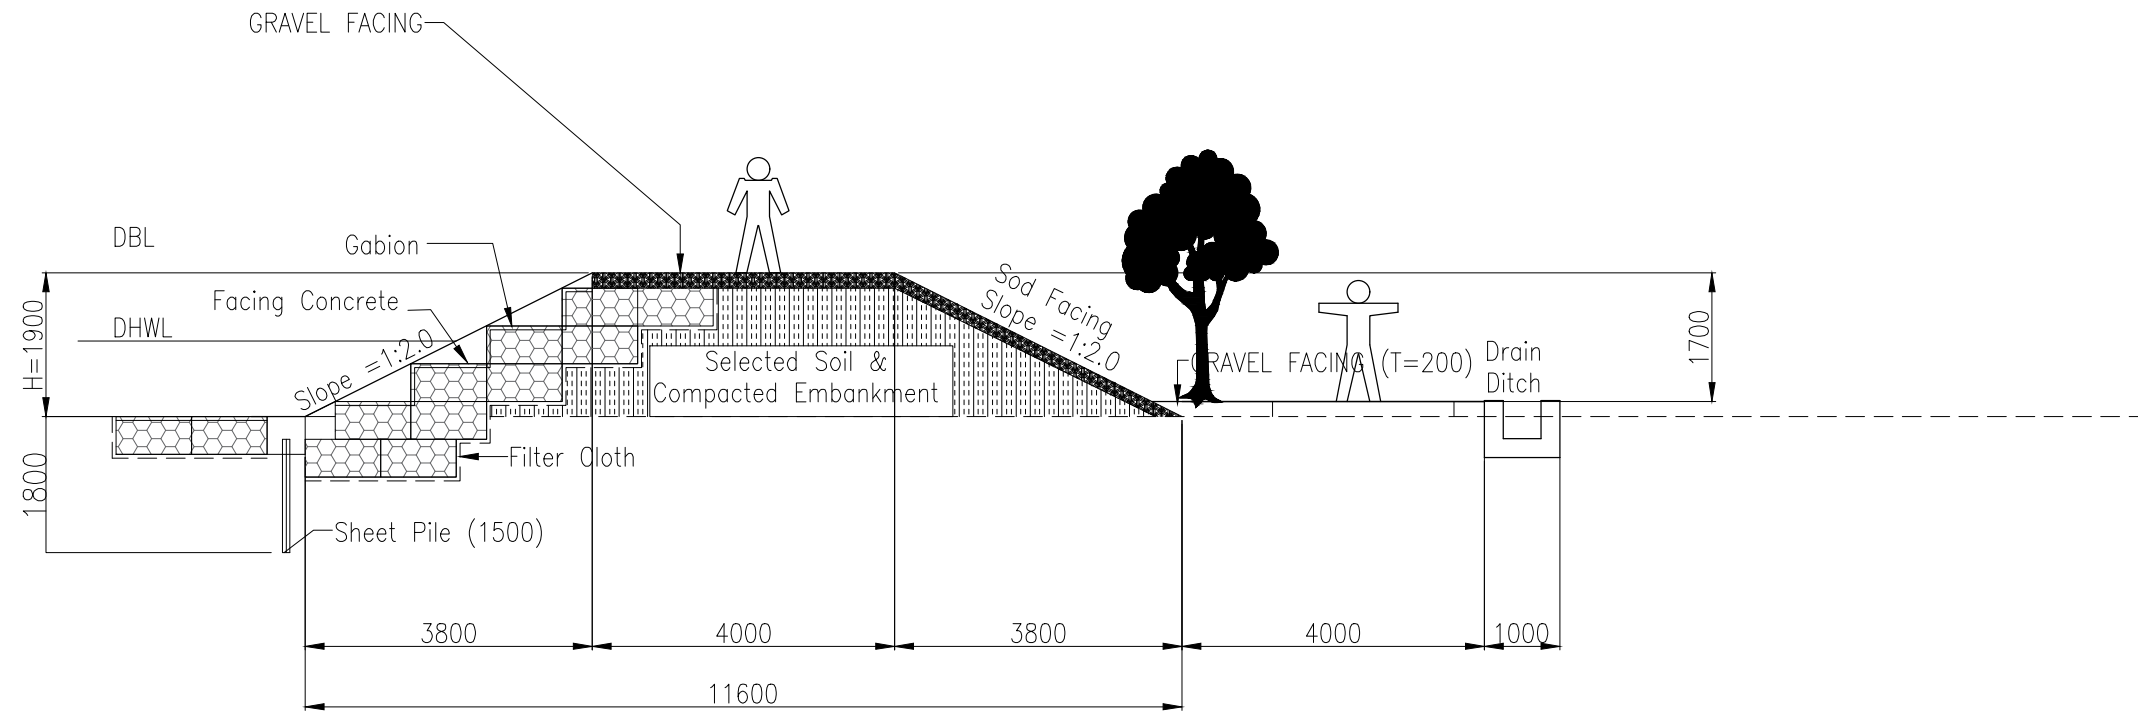 GRAVEL FACING
DBL
Gabion
Facing Concrete
DHWL
Slope =1:2.0
H=1900
1800
Sod Facing
Slope =1:2.0
Selected Soil &
Compacted Embankment
GRAVEL FACING (T=200)
Drain
Ditch
1700
Filter Cloth
Sheet Pile (1500)
3800
4000
3800
4000
1000
11600